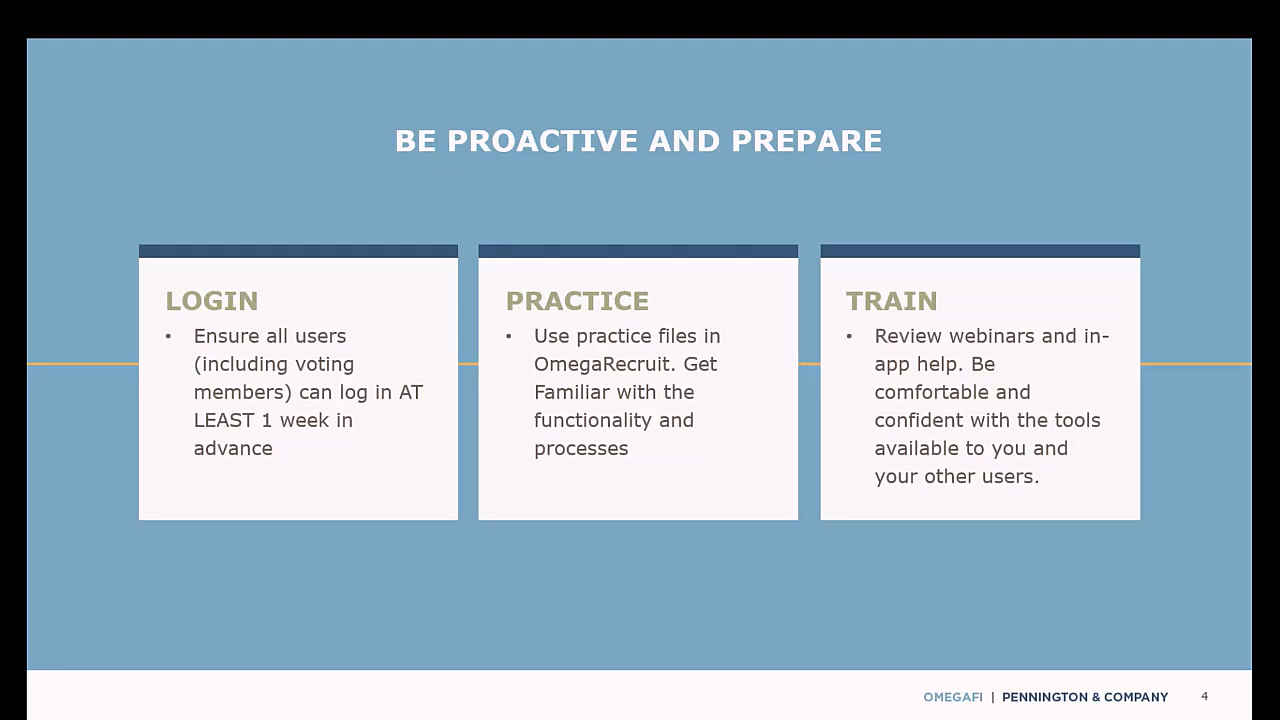 BE PROACTIVE AND PREPARE
LOGIN
• Ensure all users
(including voting
members) can log in AT
LEAST 1 week in
advance
PRACTICE
• Use practice files in
OmegaRecruit. Get
Familiar with the
functionality and
processes
TRAIN
• Review webinars and in-
app help. Be
comfortable and
confident with the tools
available to you and
your other users.
OMEGAFI | PENNINGTON & COMPANY 4